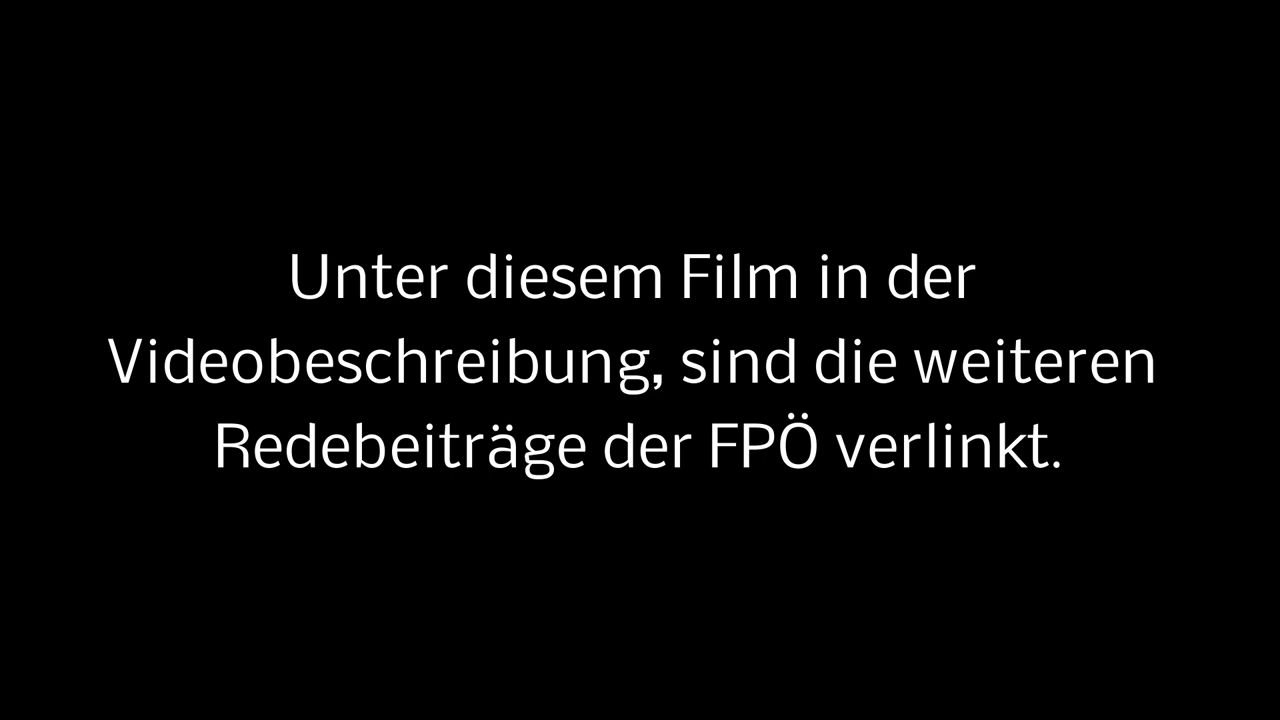 Unter diesem Film in der
Videobeschreibung, sind die weiteren
Redebeiträge der FPÖ verlinkt.